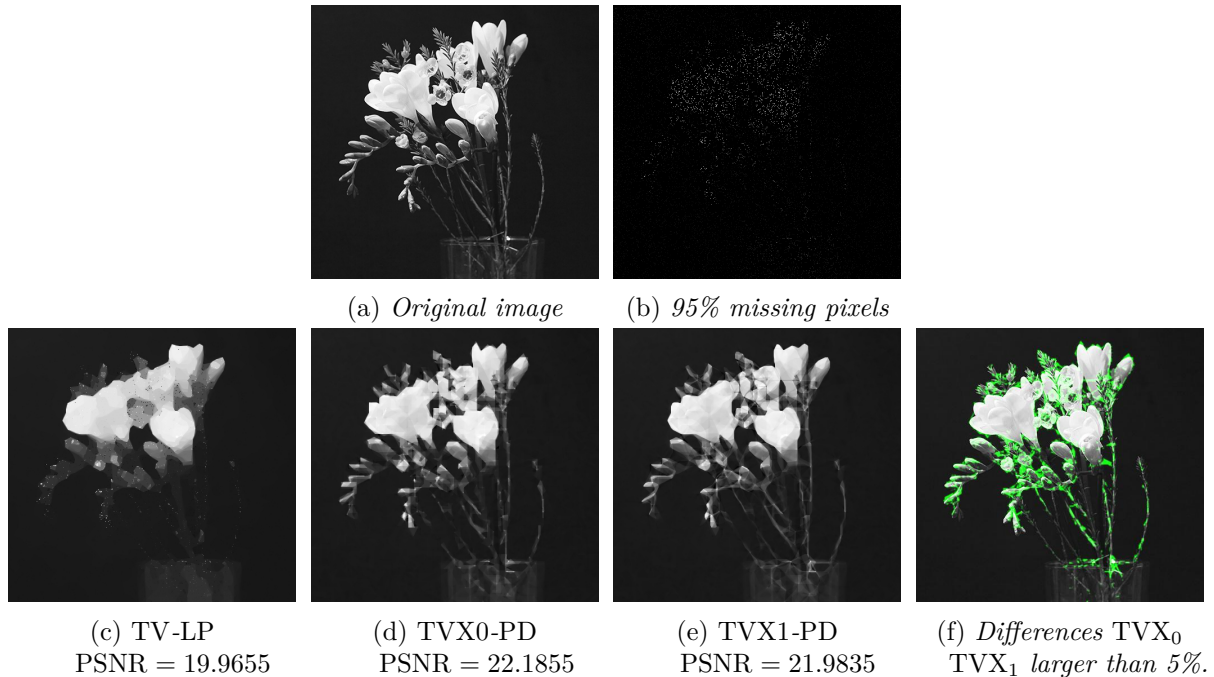 (a) Original image
(b) 95% missing pixels
(c) TV-LP
PSNR = 19.9655
(d) TVX0-PD
PSNR = 22.1855
(e) TVX1-PD
PSNR = 21.9835
(f) Differences TVX₀
TVX₁ larger than 5%.